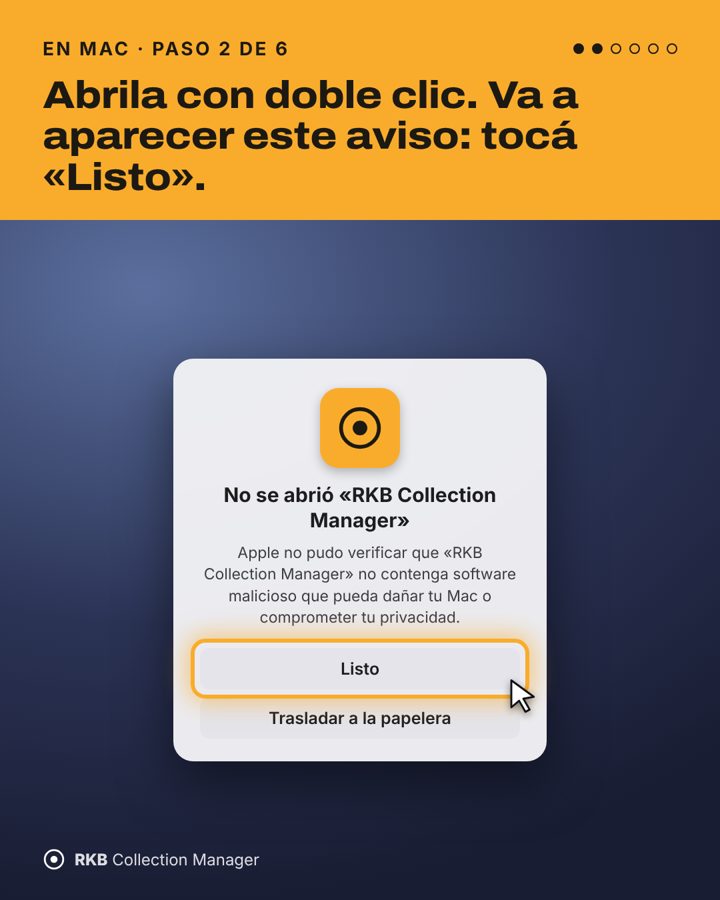 EN MAC · PASO 2 DE 6
Abrila con doble clic. Va a
aparecer este aviso: tocá
«Listo».
No se abrió «RKB Collection
Manager»
Apple no pudo verificar que «RKB
Collection Manager» no contenga software
malicioso que pueda dañar tu Mac o
comprometer tu privacidad.
Listo
Trasladar a la papelera
RKB Collection Manager